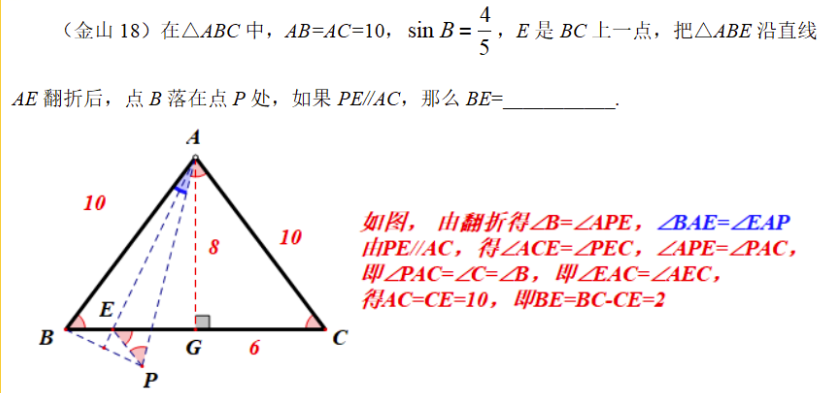 （金山 18）在△ABC 中，AB=AC=10，sin B = 4/5，E 是 BC 上一点，把△ABE 沿直线
AE 翻折后，点 B 落在点 P 处，如果 PE//AC，那么 BE=____________.
A
10
8
10
如图， 由翻折得∠B=∠APE，∠BAE=∠EAP
由PE//AC，得∠ACE=∠PEC，∠APE=∠PAC，
即∠PAC=∠C=∠B，即∠EAC=∠AEC，
得AC=CE=10，即BE=BC-CE=2
E
B
G
6
C
P